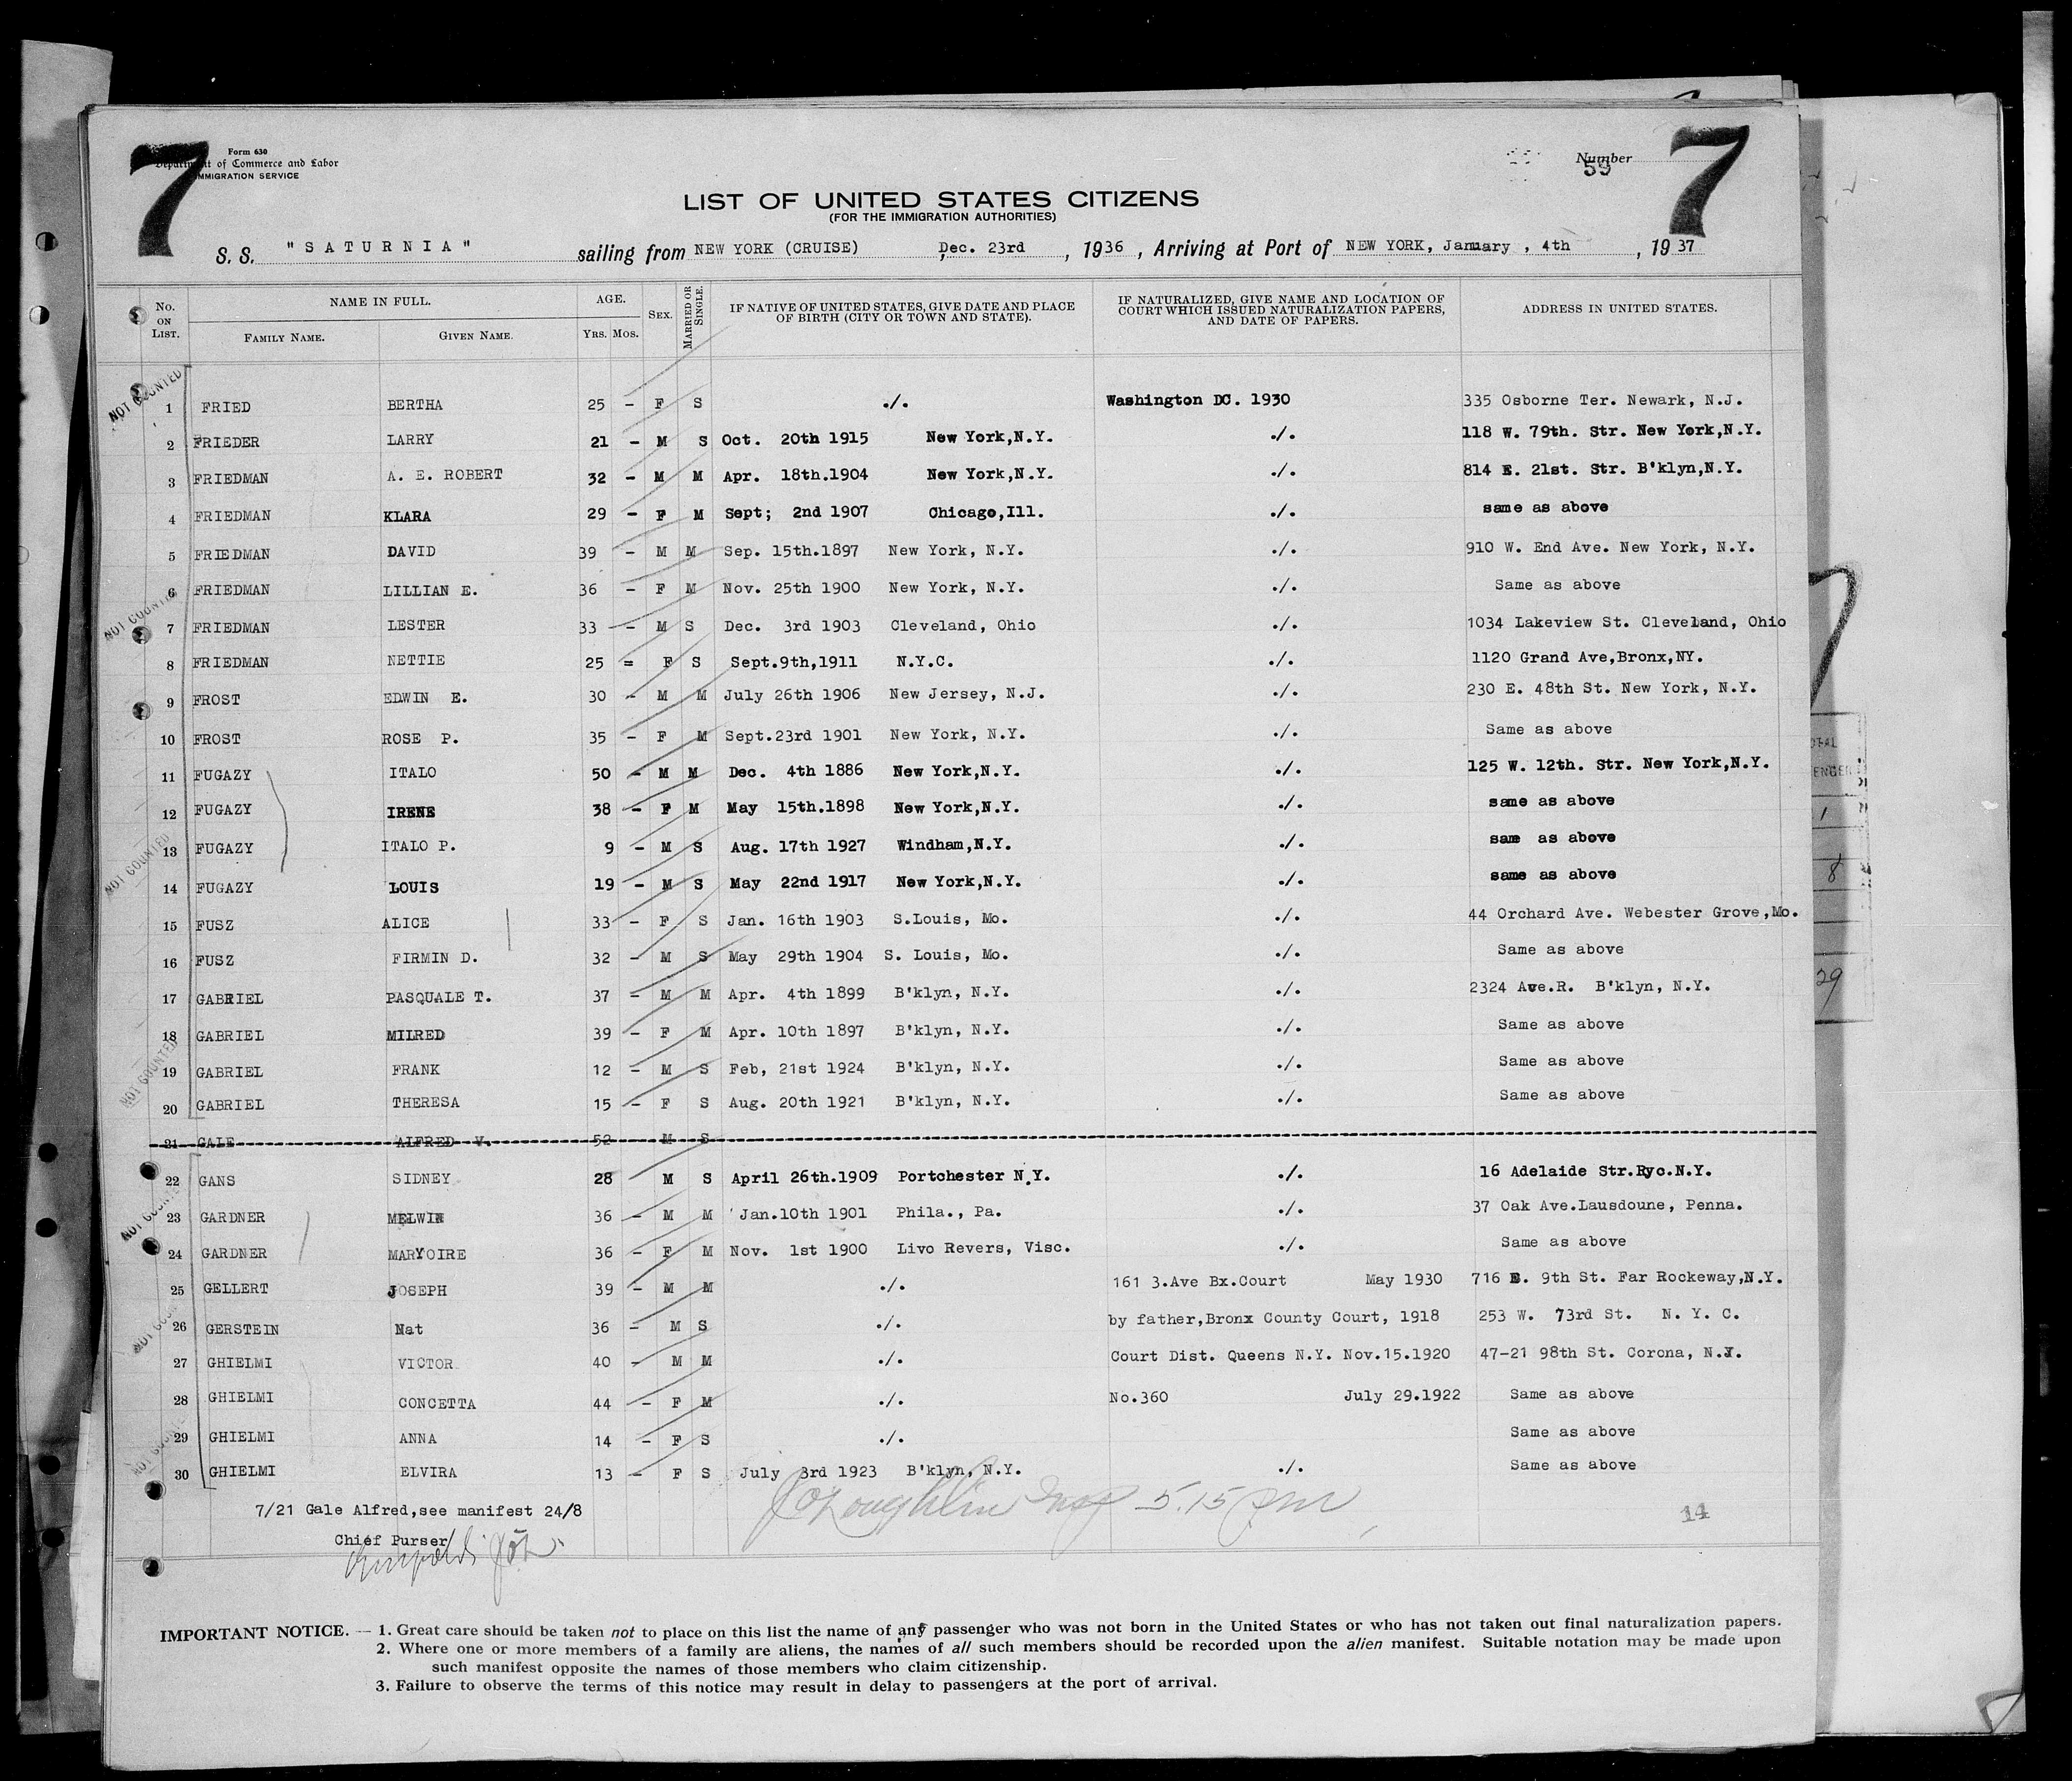 7
Form 630
Department of Commerce and Labor
IMMIGRATION SERVICE
Number
59
7
LIST OF UNITED STATES CITIZENS
(FOR THE IMMIGRATION AUTHORITIES)
S. S. "SATURNIA" sailing from NEW YORK (CRUISE) Dec. 23rd, 1936, Arriving at Port of NEW YORK, January, 4th, 1937
No. ON LIST. NAME IN FULL. FAMILY NAME. GIVEN NAME. AGE. YRS. MOS. SEX. MARRIED OR SINGLE. IF NATIVE OF UNITED STATES, GIVE DATE AND PLACE OF BIRTH (CITY OR TOWN AND STATE). IF NATURALIZED, GIVE NAME AND LOCATION OF COURT WHICH ISSUED NATURALIZATION PAPERS, AND DATE OF PAPERS. ADDRESS IN UNITED STATES.
NOT COUNTED
1 FRIED BERTHA 25 - F S ./. Washington DC. 1930 335 Osborne Ter. Newark, N.J.
2 FRIEDER LARRY 21 - M S Oct. 20th 1915 New York,N.Y. ./. 118 W. 79th. Str. New York,N.Y.
3 FRIEDMAN A. E. ROBERT 32 - M M Apr. 18th.1904 New York,N.Y. ./. 814 E. 21st. Str. B'klyn,N.Y.
4 FRIEDMAN KLARA 29 - F M Sept; 2nd 1907 Chicago,Ill. ./. same as above
5 FRIEDMAN DAVID 39 - M M Sep. 15th.1897 New York, N.Y. ./. 910 W. End Ave. New York, N.Y.
6 FRIEDMAN LILLIAN E. 36 - F M Nov. 25th 1900 New York, N.Y. ./. Same as above
NOT COUNTED
7 FRIEDMAN LESTER 33 - M S Dec. 3rd 1903 Cleveland, Ohio ./. 1034 Lakeview St. Cleveland, Ohio
8 FRIEDMAN NETTIE 25 = F S Sept.9th,1911 N.Y.C. ./. 1120 Grand Ave,Bronx,NY.
9 FROST EDWIN E. 30 - M M July 26th 1906 New Jersey, N.J. ./. 230 E. 48th St. New York, N.Y.
10 FROST ROSE P. 35 - F M Sept.23rd 1901 New York, N.Y. ./. Same as above
11 FUGAZY ITALO 50 - M M Dec. 4th 1886 New York,N.Y. ./. 125 W. 12th. Str. New York,N.Y.
12 FUGAZY IRENE 38 - F M May 15th.1898 New York,N.Y. ./. same as above
13 FUGAZY ITALO P. 9 - M S Aug. 17th 1927 Windham,N.Y. ./. sam as above
NOT COUNTED
14 FUGAZY LOUIS 19 - M S May 22nd 1917 New York,N.Y. ./. same as above
15 FUSZ ALICE 33 - F S Jan. 16th 1903 S.Louis, Mo. ./. 44 Orchard Ave. Webester Grove,Mo.
16 FUSZ FIRMIN D. 32 - M S May 29th 1904 S. Louis, Mo. ./. Same as above
17 GABRIEL PASQUALE T. 37 - M M Apr. 4th 1899 B'klyn, N.Y. ./. 2324 Ave.R. B'klyn, N.Y.
18 GABRIEL MILRED 39 - F M Apr. 10th 1897 B'klyn, N.Y. ./. Same as above
19 GABRIEL FRANK 12 - M S Feb, 21st 1924 B'klyn, N.Y. ./. Same as above
NOT COUNTED
20 GABRIEL THERESA 15 - F S Aug. 20th 1921 B'klyn, N.Y. ./. Same as above
21 GALE ALFRED V. 52 M S
22 GANS SIDNEY 28 M S April 26th.1909 Portchester N.Y. ./. 16 Adelaide Str.Ryc.N.Y.
NOT COUNTED
23 GARDNER MELWIN 36 - M M Jan.10th 1901 Phila., Pa. ./. 37 Oak Ave.Lausdoune, Penna.
24 GARDNER MARYOIRE 36 - F M Nov. 1st 1900 Livo Revers, Visc. ./. Same as above
25 GELLERT JOSEPH 39 - M M ./. 161 3.Ave Bx.Court May 1930 716 B. 9th St. Far Rockeway,N.Y.
26 GERSTEIN Nat 36 - M S ./. by father,Bronx County Court, 1918 253 W. 73rd St. N. Y. C.
27 GHIELMI VICTOR 40 - M M ./. Court Dist. Queens N.Y. Nov.15.1920 47-21 98th St. Corona, N.Y.
28 GHIELMI CONCETTA 44 - F M ./. No.360 July 29.1922 Same as above
29 GHIELMI ANNA 14 - F S ./. Same as above
30 GHIELMI ELVIRA 13 - F S July 3rd 1923 B'klyn, N.Y. ./. Same as above
7/21 Gale Alfred,see manifest 24/8
5.15 pm
14
Chief Purser
IMPORTANT NOTICE. — 1. Great care should be taken not to place on this list the name of any passenger who was not born in the United States or who has not taken out final naturalization papers.
2. Where one or more members of a family are aliens, the names of all such members should be recorded upon the alien manifest. Suitable notation may be made upon
such manifest opposite the names of those members who claim citizenship.
3. Failure to observe the terms of this notice may result in delay to passengers at the port of arrival.